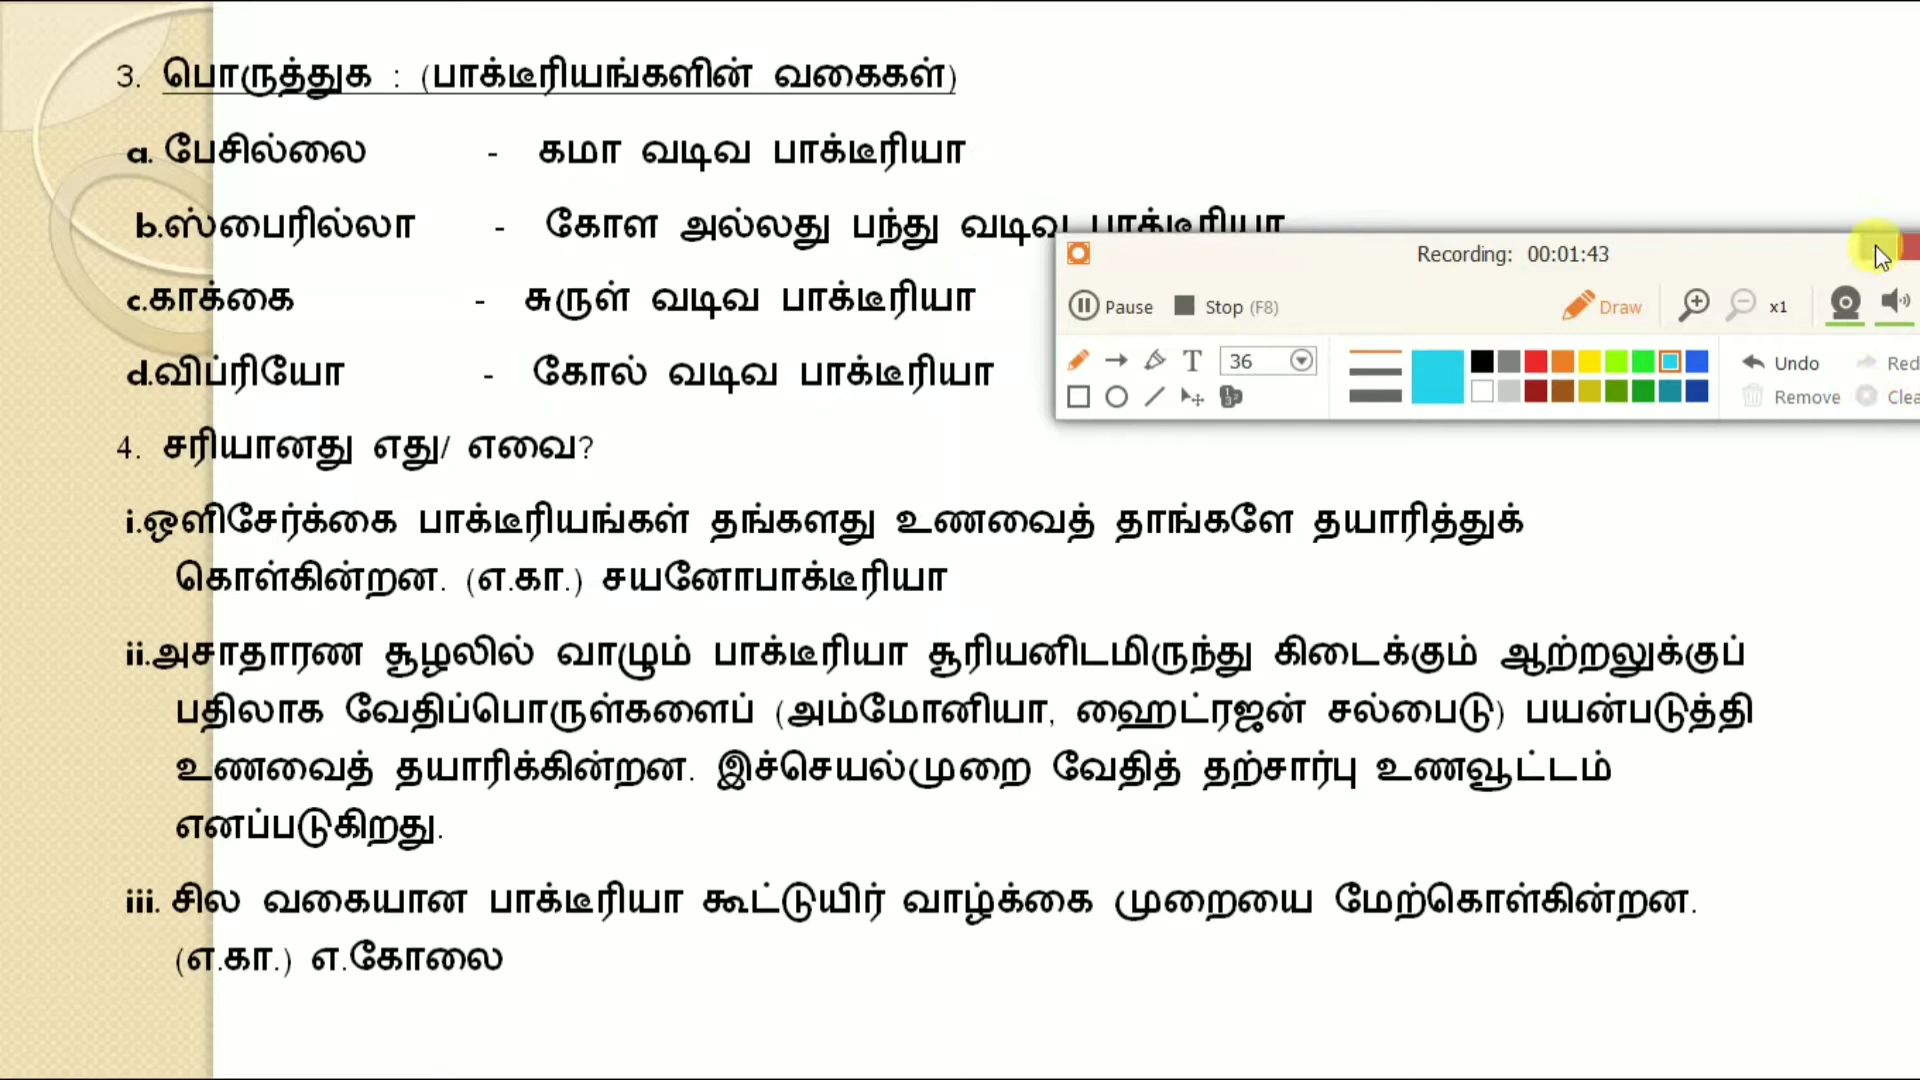 3. பொருத்துக : (பாக்டீரியங்களின் வகைகள்)
a. பேசில்லை - கமா வடிவ பாக்டீரியா
b.ஸ்பைரில்லா - கோள அல்லது பந்து வடிவ பாக்டீரியா
c.காக்கை - சுருள் வடிவ பாக்டீரியா
d.விப்ரியோ - கோல் வடிவ பாக்டீரியா
Recording: 00:01:43
Pause Stop (F8) Draw x1
T 36 Undo
Remove
4. சரியானது எது/ எவை?
i.ஒளிசேர்க்கை பாக்டீரியங்கள் தங்களது உணவைத் தாங்களே தயாரித்துக்
கொள்கின்றன. (எ.கா.) சயனோபாக்டீரியா
ii.அசாதாரண சூழலில் வாழும் பாக்டீரியா சூரியனிடமிருந்து கிடைக்கும் ஆற்றலுக்குப்
பதிலாக வேதிப்பொருள்களைப் (அம்மோனியா, ஹைட்ரஜன் சல்பைடு) பயன்படுத்தி
உணவைத் தயாரிக்கின்றன. இச்செயல்முறை வேதித் தற்சார்பு உணவூட்டம்
எனப்படுகிறது.
iii. சில வகையான பாக்டீரியா கூட்டுயிர் வாழ்க்கை முறையை மேற்கொள்கின்றன.
(எ.கா.) எ.கோலை